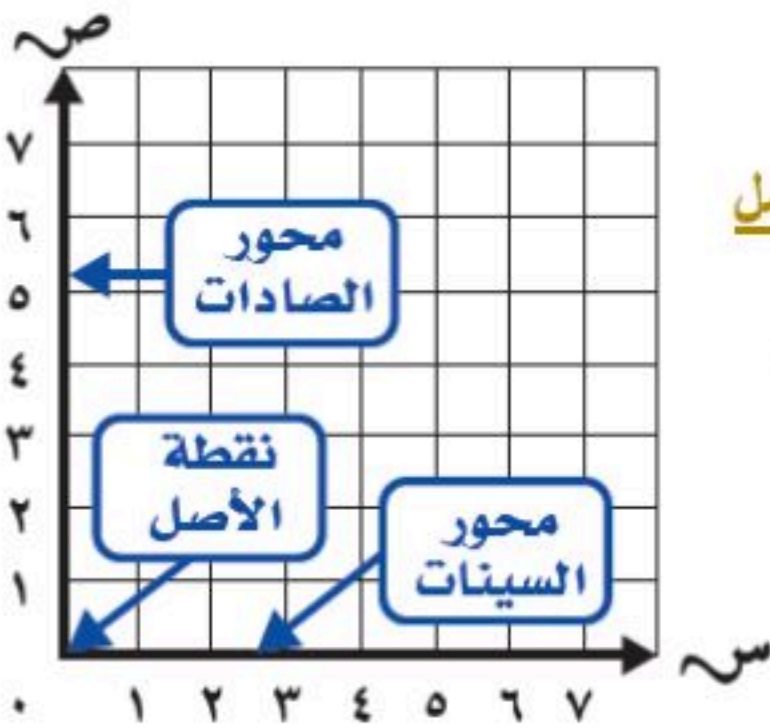 ص
٧
٦
٥
٤
٣
٢
١
محور
الصادات
نقطة
الأصل
محور
السينات
س
٠ ١ ٢ ٣ ٤ ٥ ٦ ٧